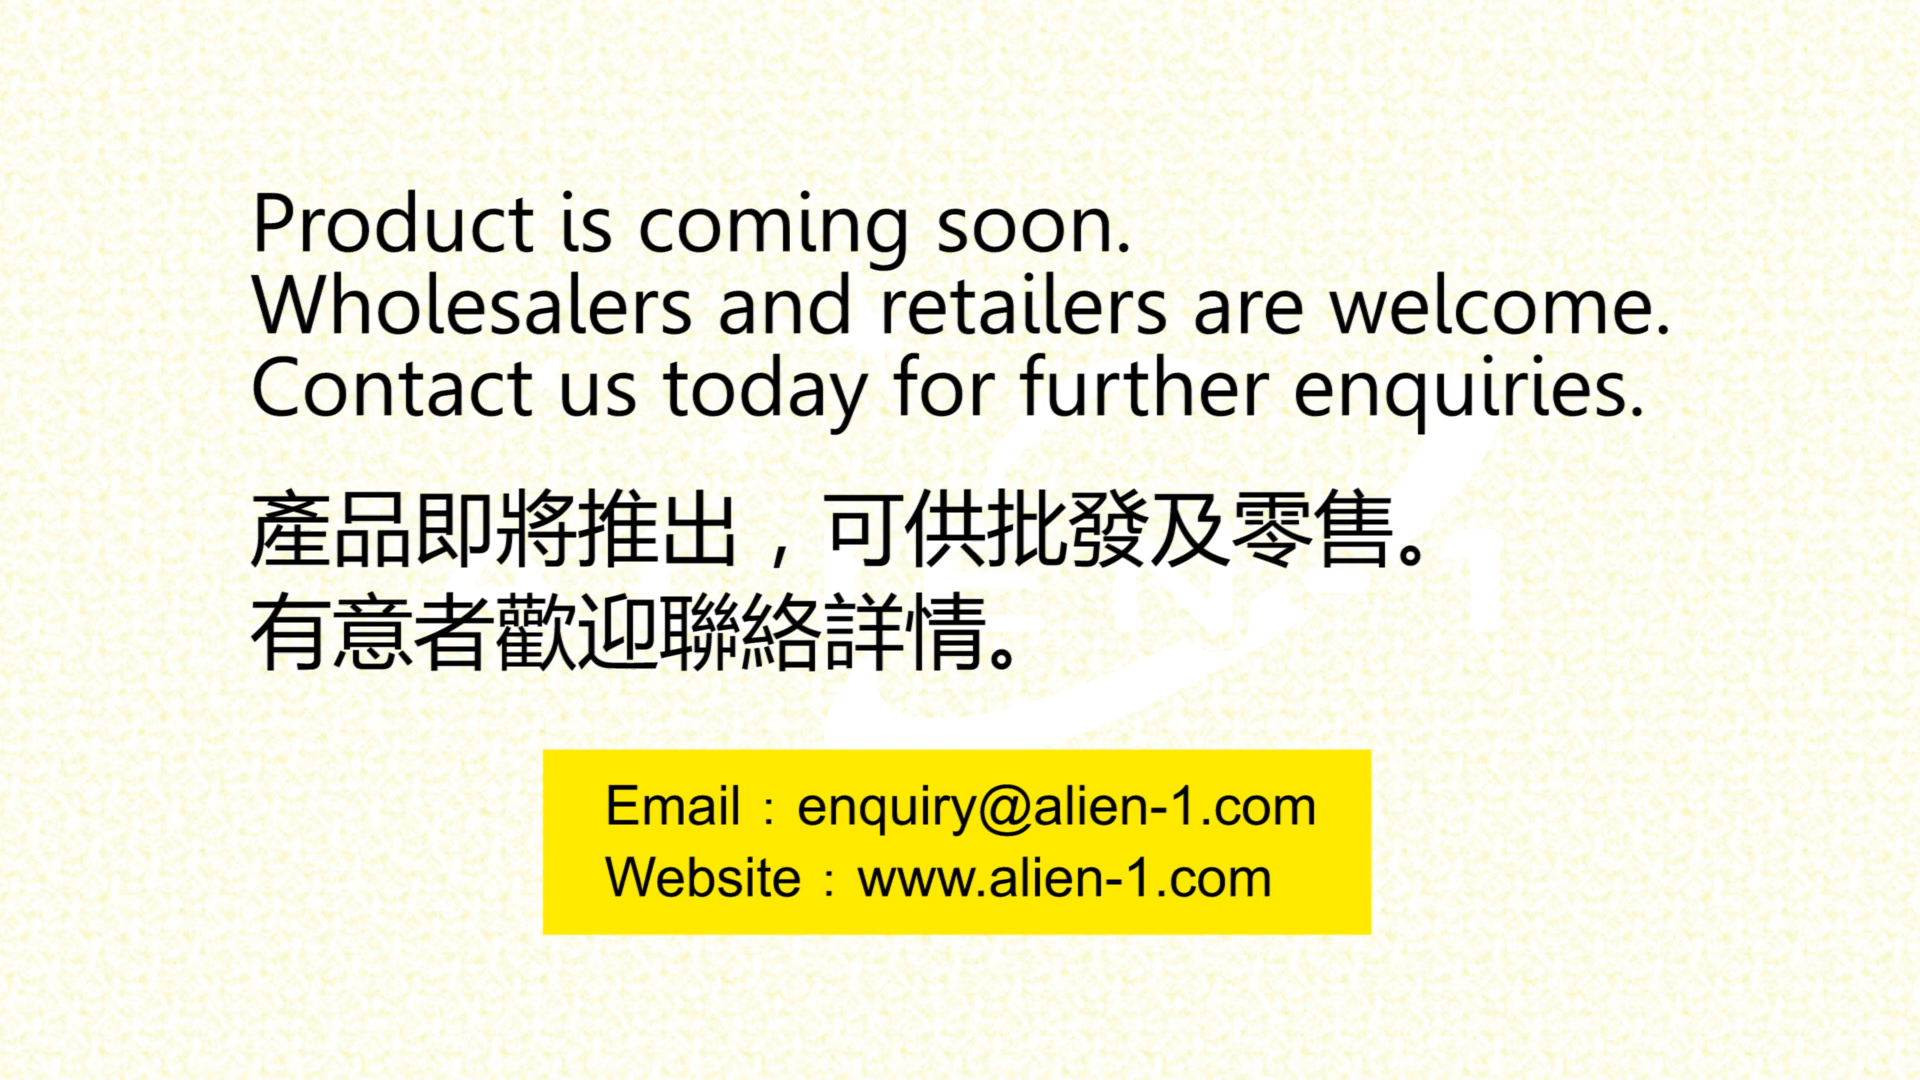 Product is coming soon.
Wholesalers and retailers are welcome.
Contact us today for further enquiries.
產品即將推出，可供批發及零售。
有意者歡迎聯絡詳情。
Email：enquiry@alien-1.com
Website：www.alien-1.com